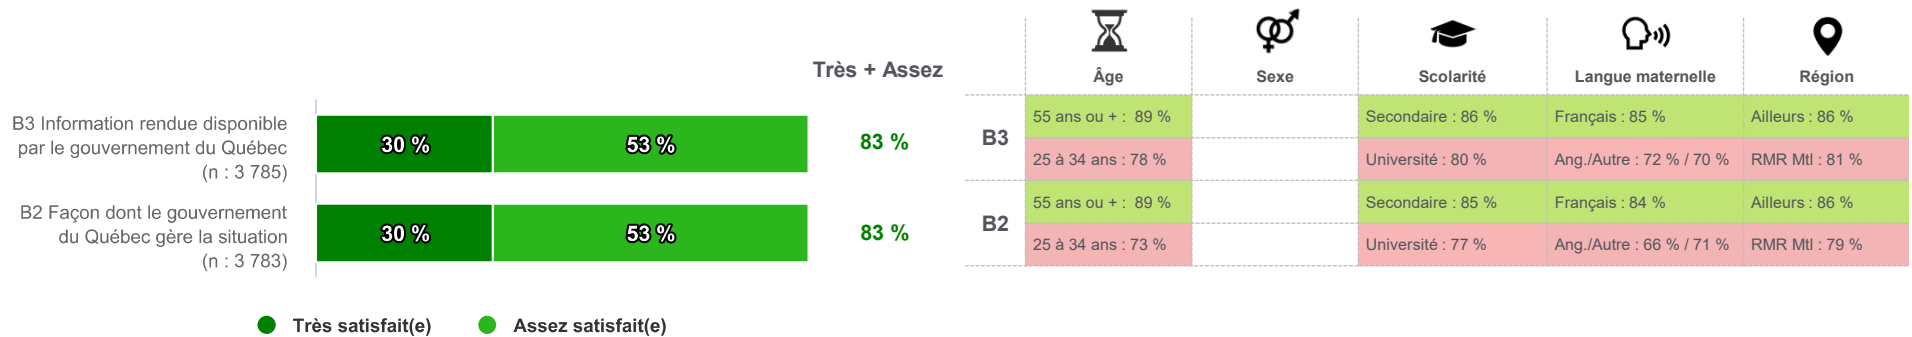 Très + Assez
B3 Information rendue disponible
par le gouvernement du Québec
(n : 3 785)
30 %
53 %
83 %
B2 Façon dont le gouvernement
du Québec gère la situation
(n : 3 783)
30 %
53 %
83 %
Très satisfait(e)
Assez satisfait(e)
Âge
Sexe
Scolarité
Langue maternelle
Région
B3
55 ans ou + : 89 %
Secondaire : 86 %
Français : 85 %
Ailleurs : 86 %
25 à 34 ans : 78 %
Université : 80 %
Ang./Autre : 72 % / 70 %
RMR Mtl : 81 %
B2
55 ans ou + : 89 %
Secondaire : 85 %
Français : 84 %
Ailleurs : 86 %
25 à 34 ans : 73 %
Université : 77 %
Ang./Autre : 66 % / 71 %
RMR Mtl : 79 %